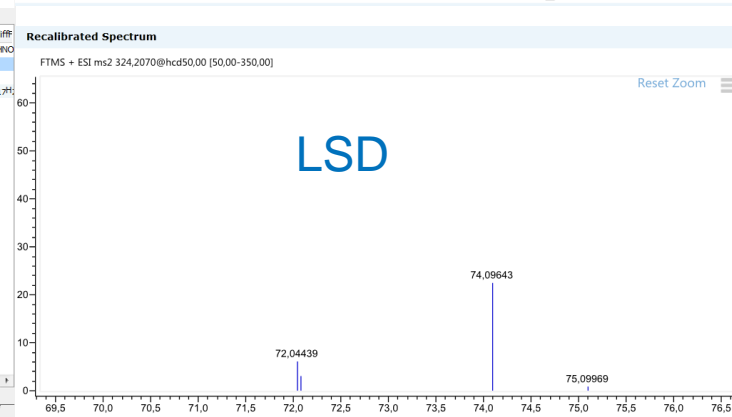 iff
Recalibrated Spectrum
NO
FTMS + ESI ms2 324,2070@hcd50,00 [50,00-350,00]
Reset Zoom
60
LSD
50
40
30
74,09643
20
72,04439
10
75,09969
0
69,5 70,0 70,5 71,0 71,5 72,0 72,5 73,0 73,5 74,0 74,5 75,0 75,5 76,0 76,5